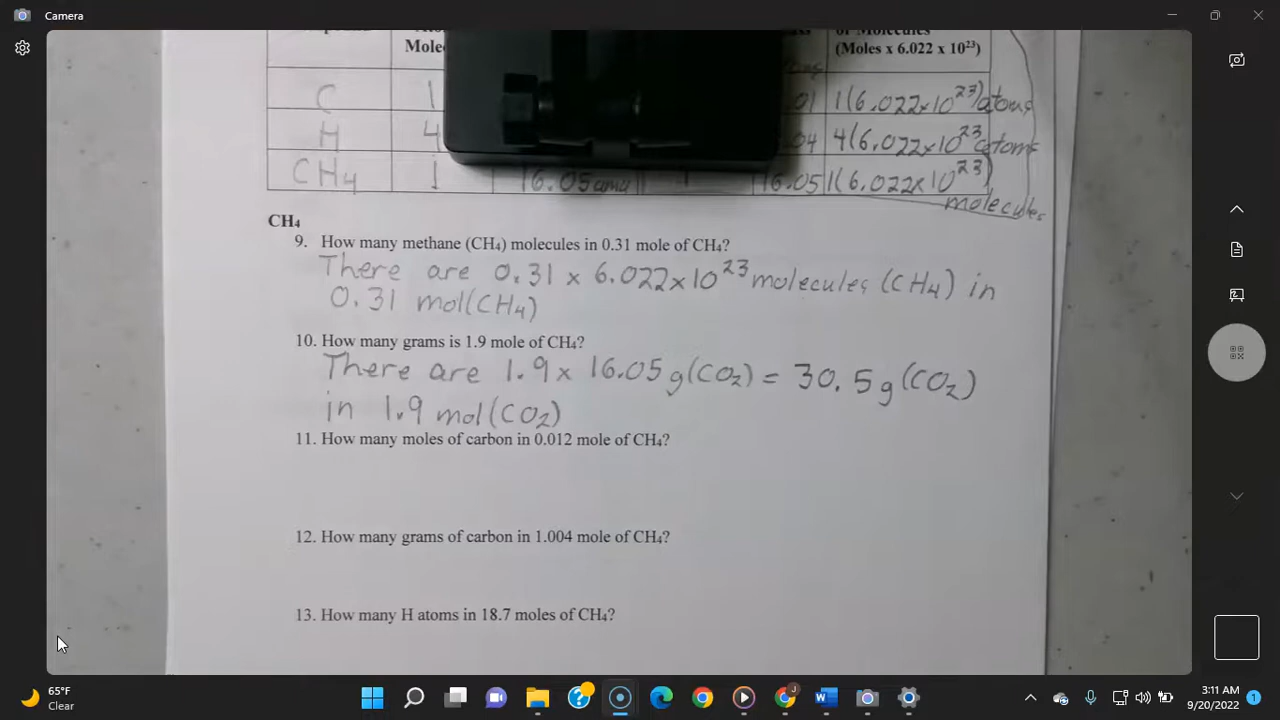 Camera
Mole
(Moles x 6.022 x 10²³)
C 1 .01 1(6.022x10²³)atoms
H 4 .04 4(6.022x10²³ atoms
CH₄ 1 16.05amu 1 16.05 1(6.022x10²³)
molecules
CH₄
9. How many methane (CH₄) molecules in 0.31 mole of CH₄?
There are 0.31 x 6.022x10²³ molecules (CH₄) in
0.31 mol(CH₄)
10. How many grams is 1.9 mole of CH₄?
There are 1.9 x 16.05 g(CO₂) = 30.5 g (CO₂)
in 1.9 mol(CO₂)
11. How many moles of carbon in 0.012 mole of CH₄?
12. How many grams of carbon in 1.004 mole of CH₄?
13. How many H atoms in 18.7 moles of CH₄?
65°F
Clear
3:11 AM
9/20/2022